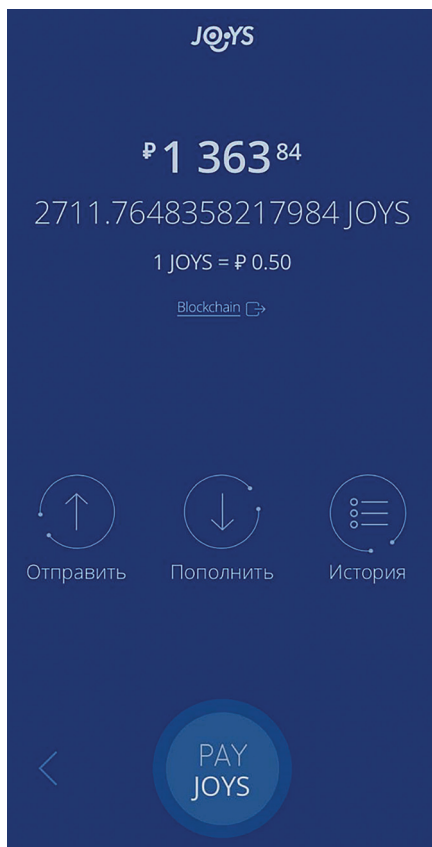 JOYS
₽ 1 363 84
2711.7648358217984 JOYS
1 JOYS = ₽ 0.50
Blockchain
Отправить Пополнить История
PAY
JOYS